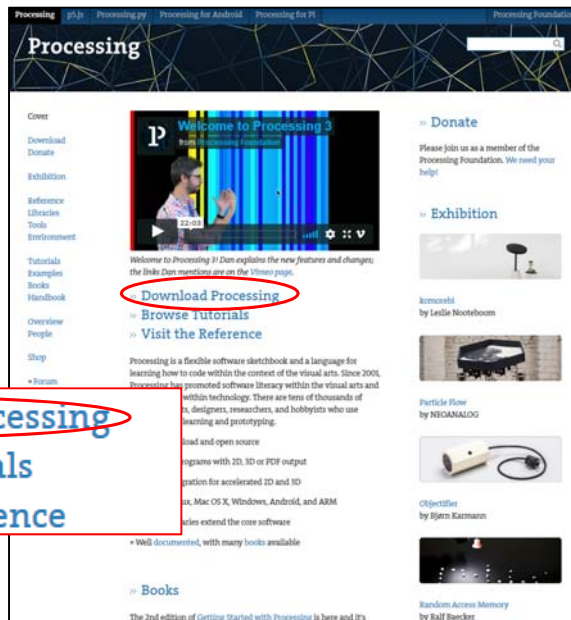 Processing p5.js Processing.py Processing for Android Processing for Pi Processing Foundation
Processing
Cover
Download
Donate
Exhibition
Reference
Libraries
Tools
Environment
Tutorials
Examples
Books
Handbook
Overview
People
Shop
» Forum
Welcome to Processing 3
from Processing Foundation
22:03
Welcome to Processing 3! Dan explains the new features and changes;
the links Dan mentions are on the Vimeo page.
» Download Processing
» Browse Tutorials
» Visit the Reference
Processing is a flexible software sketchbook and a language for
learning how to code within the context of the visual arts. Since 2001,
Processing has promoted software literacy within the visual arts and
within technology. There are tens of thousands of
designers, researchers, and hobbyists who use
learning and prototyping.
load and open source
programs with 2D, 3D or PDF output
gration for accelerated 2D and 3D
Mac OS X, Windows, Android, and ARM
aries extend the core software
» Well documented, with many books available
cessing
als
ence
» Books
The 2nd edition of Getting Started with Processing is here and it's
» Donate
Please join us as a member of the
Processing Foundation. We need your
help!
» Exhibition
komorebi
by Leslie Nooteboom
Particle Flow
by NEOANALOG
Objectifier
by Bjørn Karmann
Random Access Memory
by Ralf Baecker